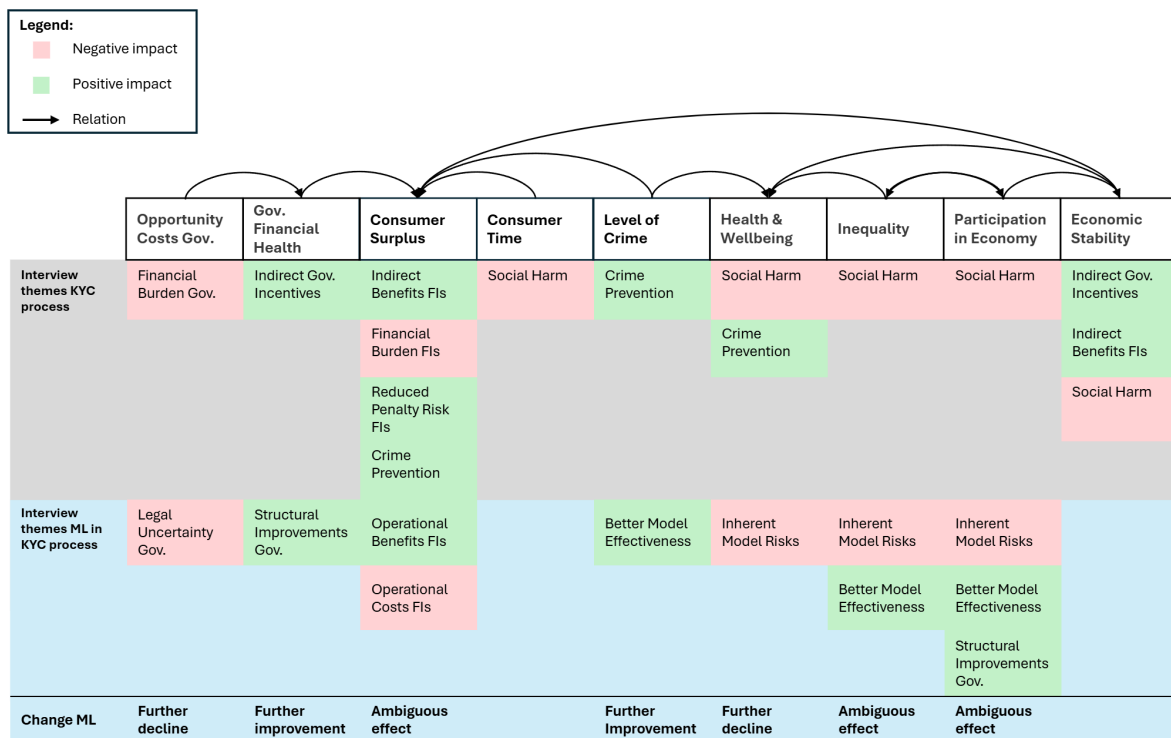 Legend:
Negative impact
Positive impact
Relation
Opportunity
Costs Gov.
Gov.
Financial
Health
Consumer
Surplus
Consumer
Time
Level of
Crime
Health &
Wellbeing
Inequality
Participation
in Economy
Economic
Stability
Interview
themes KYC
process
Financial
Burden Gov.
Indirect Gov.
Incentives
Indirect
Benefits FIs
Social Harm
Crime
Prevention
Social Harm
Social Harm
Social Harm
Indirect Gov.
Incentives
Financial
Burden FIs
Crime
Prevention
Indirect
Benefits FIs
Reduced
Penalty Risk
FIs
Social Harm
Crime
Prevention
Interview
themes ML in
KYC process
Legal
Uncertainty
Gov.
Structural
Improvements
Gov.
Operational
Benefits FIs
Better Model
Effectiveness
Inherent
Model Risks
Inherent
Model Risks
Inherent
Model Risks
Operational
Costs FIs
Better Model
Effectiveness
Better Model
Effectiveness
Structural
Improvements
Gov.
Change ML
Further
decline
Further
improvement
Ambiguous
effect
Further
Improvement
Further
decline
Ambiguous
effect
Ambiguous
effect